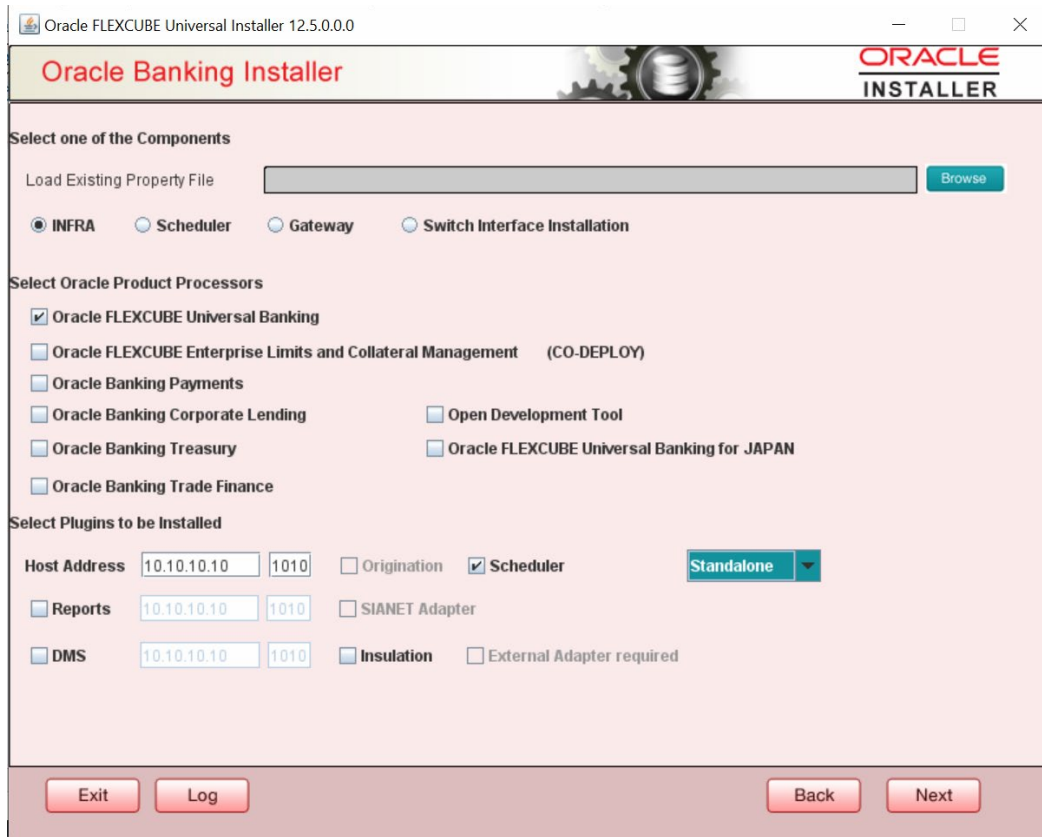 Oracle FLEXCUBE Universal Installer 12.5.0.0.0
Oracle Banking Installer
ORACLE
INSTALLER
Select one of the Components
Load Existing Property File Browse
INFRA Scheduler Gateway Switch Interface Installation
Select Oracle Product Processors
Oracle FLEXCUBE Universal Banking
Oracle FLEXCUBE Enterprise Limits and Collateral Management (CO-DEPLOY)
Oracle Banking Payments
Oracle Banking Corporate Lending Open Development Tool
Oracle Banking Treasury Oracle FLEXCUBE Universal Banking for JAPAN
Oracle Banking Trade Finance
Select Plugins to be Installed
Host Address 10.10.10.10 1010 Origination Scheduler Standalone
Reports 10.10.10.10 1010 SIANET Adapter
DMS 10.10.10.10 1010 Insulation External Adapter required
Exit Log Back Next